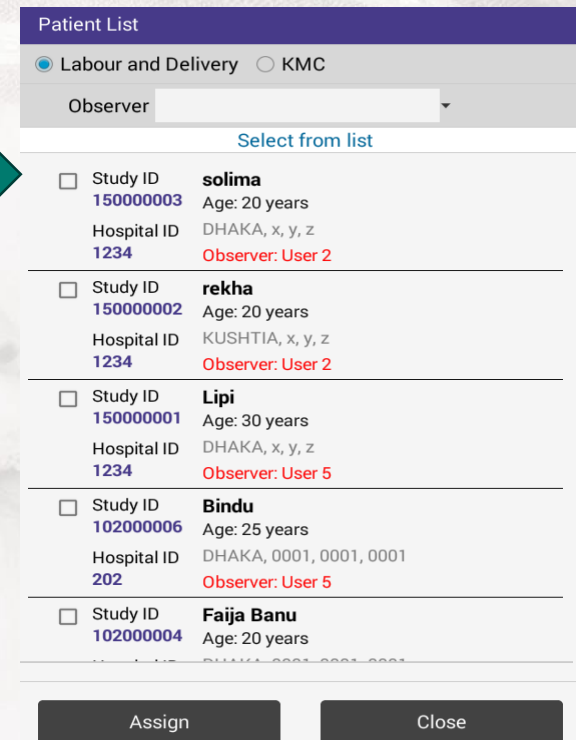 Patient List
Labour and Delivery KMC
Observer
Select from list
Study ID solima
150000003 Age: 20 years
Hospital ID DHAKA, x, y, z
1234 Observer: User 2
Study ID rekha
150000002 Age: 20 years
Hospital ID KUSHTIA, x, y, z
1234 Observer: User 2
Study ID Lipi
150000001 Age: 30 years
Hospital ID DHAKA, x, y, z
1234 Observer: User 5
Study ID Bindu
102000006 Age: 25 years
Hospital ID DHAKA, 0001, 0001, 0001
202 Observer: User 5
Study ID Faija Banu
102000004 Age: 20 years
Assign Close